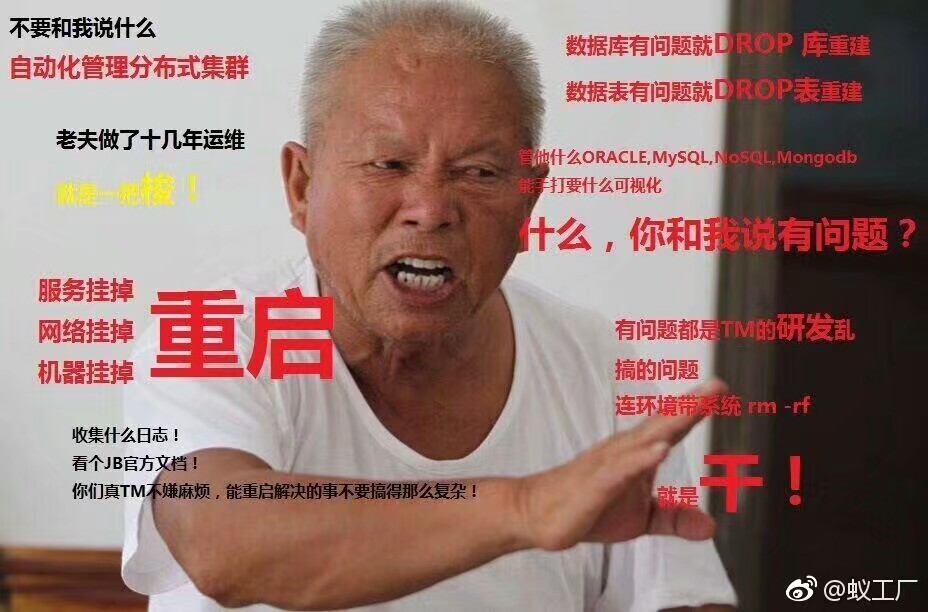 不要和我说什么
自动化管理分布式集群
老夫做了十几年运维
就是一把梭！
服务挂掉
网络挂掉
机器挂掉
重启
收集什么日志！
看个JB官方文档！
你们真TM不嫌麻烦，能重启解决的事不要搞得那么复杂！
数据库有问题就DROP 库重建
数据表有问题就DROP表重建
管他什么ORACLE,MySQL,NoSQL,Mongodb
能手打要什么可视化
什么，你和我说有问题？
有问题都是TM的研发乱
搞的问题
连环境带系统 rm -rf
就是干！
@蚁工厂